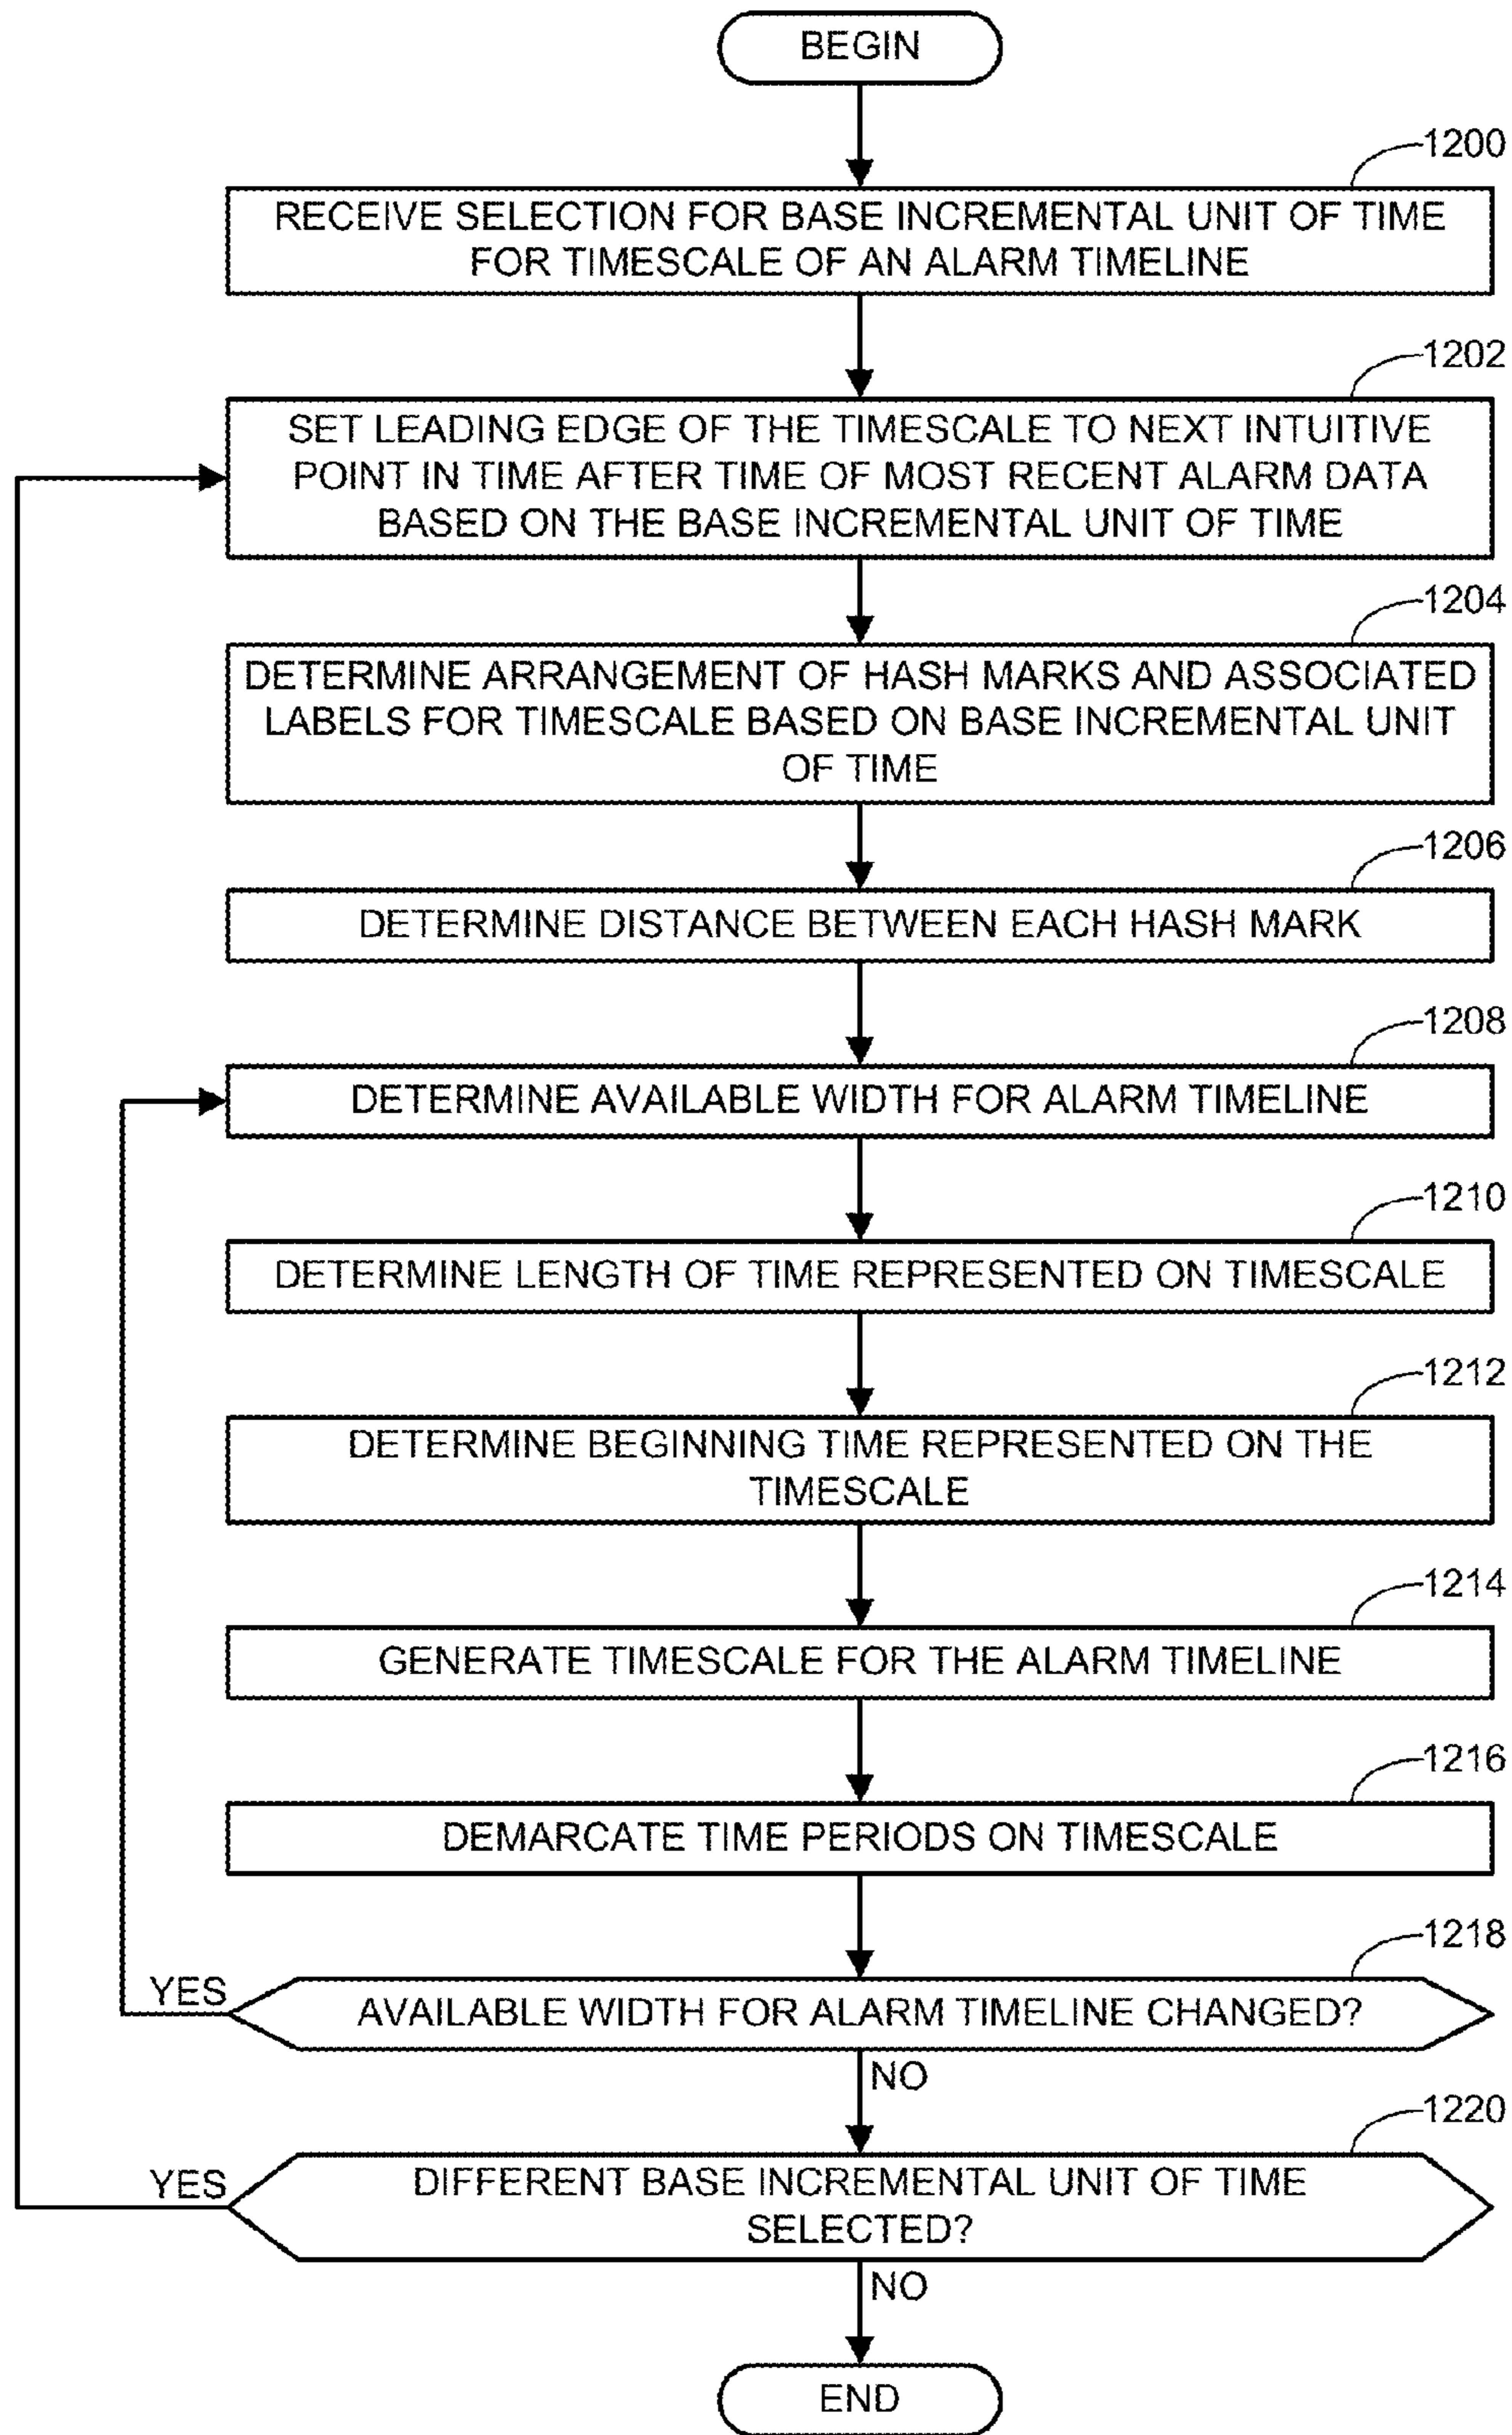 BEGIN
1200
RECEIVE SELECTION FOR BASE INCREMENTAL UNIT OF TIME
FOR TIMESCALE OF AN ALARM TIMELINE
1202
SET LEADING EDGE OF THE TIMESCALE TO NEXT INTUITIVE
POINT IN TIME AFTER TIME OF MOST RECENT ALARM DATA
BASED ON THE BASE INCREMENTAL UNIT OF TIME
1204
DETERMINE ARRANGEMENT OF HASH MARKS AND ASSOCIATED
LABELS FOR TIMESCALE BASED ON BASE INCREMENTAL UNIT
OF TIME
1206
DETERMINE DISTANCE BETWEEN EACH HASH MARK
1208
DETERMINE AVAILABLE WIDTH FOR ALARM TIMELINE
1210
DETERMINE LENGTH OF TIME REPRESENTED ON TIMESCALE
1212
DETERMINE BEGINNING TIME REPRESENTED ON THE
TIMESCALE
1214
GENERATE TIMESCALE FOR THE ALARM TIMELINE
1216
DEMARCATE TIME PERIODS ON TIMESCALE
1218
YES
AVAILABLE WIDTH FOR ALARM TIMELINE CHANGED?
NO
1220
YES
DIFFERENT BASE INCREMENTAL UNIT OF TIME
SELECTED?
NO
END